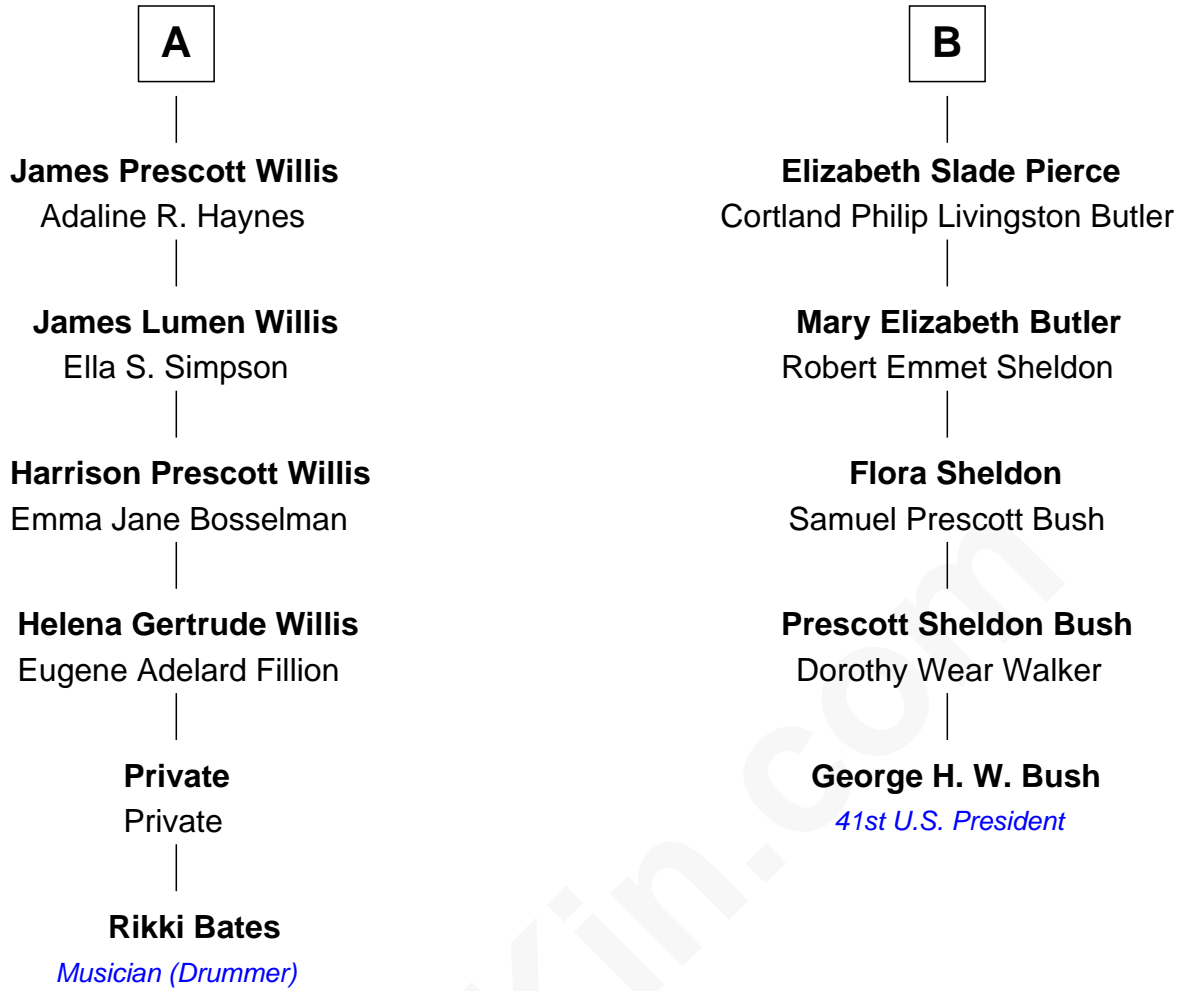 A
James Prescott Willis
Adaline R. Haynes
James Lumen Willis
Ella S. Simpson
Harrison Prescott Willis
Emma Jane Bosselman
Helena Gertrude Willis
Eugene Adelard Fillion
Private
Private
Rikki Bates
Musician (Drummer)
B
Elizabeth Slade Pierce
Cortland Philip Livingston Butler
Mary Elizabeth Butler
Robert Emmet Sheldon
Flora Sheldon
Samuel Prescott Bush
Prescott Sheldon Bush
Dorothy Wear Walker
George H. W. Bush
41st U.S. President
Kin.com